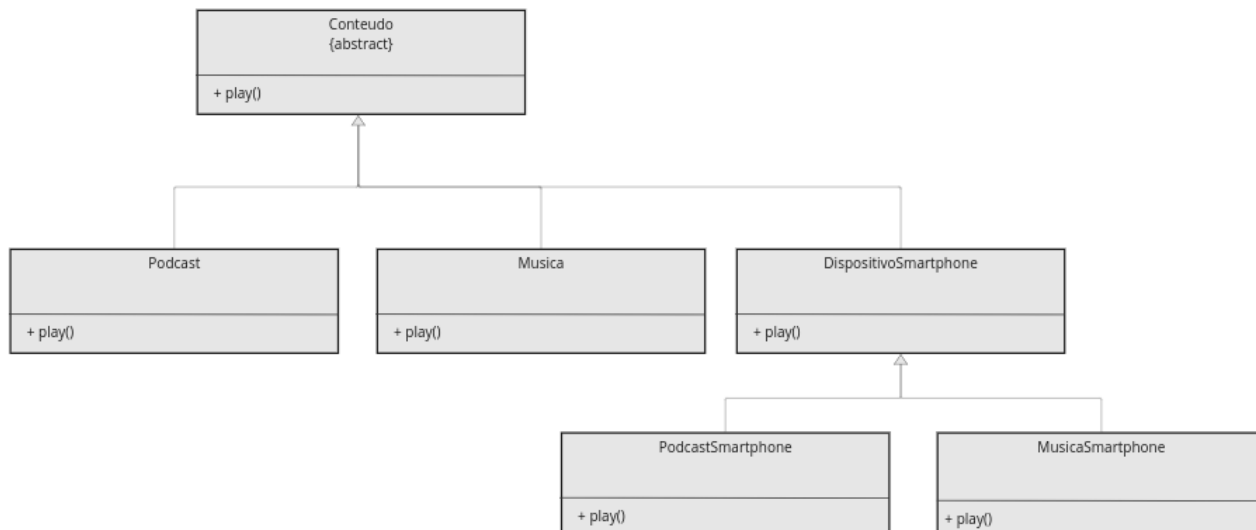 Conteudo
{abstract}
+ play()
Podcast
+ play()
Musica
+ play()
DispositivoSmartphone
+ play()
PodcastSmartphone
+ play()
MusicaSmartphone
+ play()